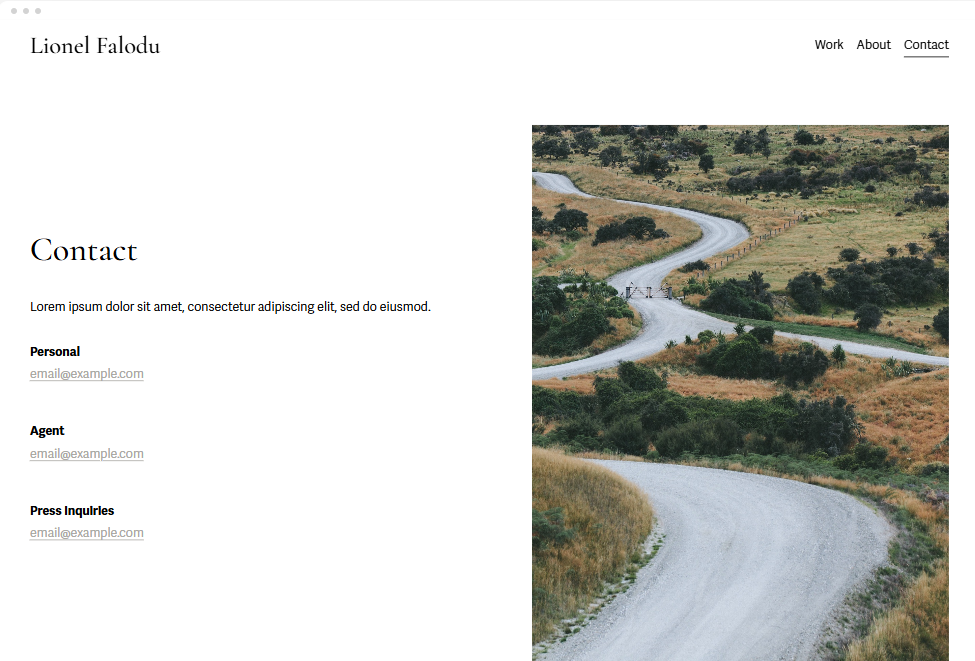 Lionel Falodu
Work About Contact
Contact
Lorem ipsum dolor sit amet, consectetur adipiscing elit, sed do eiusmod.
Personal
email@example.com
Agent
email@example.com
Press Inquiries
email@example.com